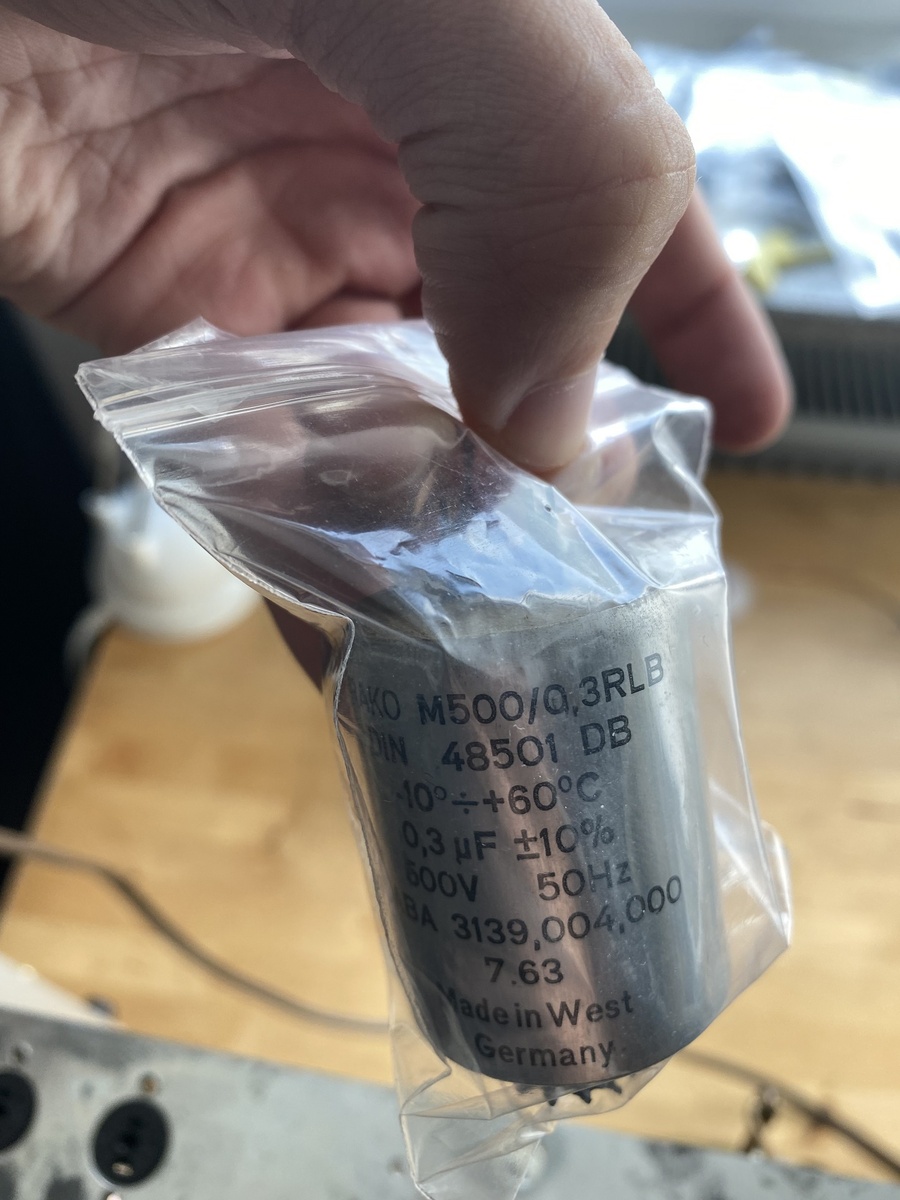 HAKO M500/0,3RLB
DIN 48501 DB
-10°÷+60°C
0,3 µF ±10%
500V 50Hz
BA 3139,004,000
7.63
Made in West
Germany